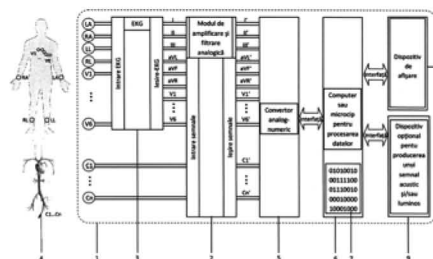 LA
RA
LL
RL
V1
V6
C1
Cn
RA
LA
RL
LL
C1...Cn
Intrare EKG
EKG
Ieșire-EKG
I
II
III
aVL
aVF
aVR
V1
V6
Modul de
amplificare și
filtrare
analogică
Intrare semnale
Ieșire semnale
I'
II'
III'
aVL'
aVF'
aVR'
V1'
V6'
C1'
Cn'
Convertor
analog-
numeric
Interfață
Computer
sau
microcip
pentru
procesarea
datelor
01010010
00111100
01110010
00010000
10001000
Interfață
Interfață
Dispozitiv
de
afișare
Dispozitiv
opțional
pentru
producerea
unui
semnal
acustic
și/sau
luminos
1
3
2
5
6
7